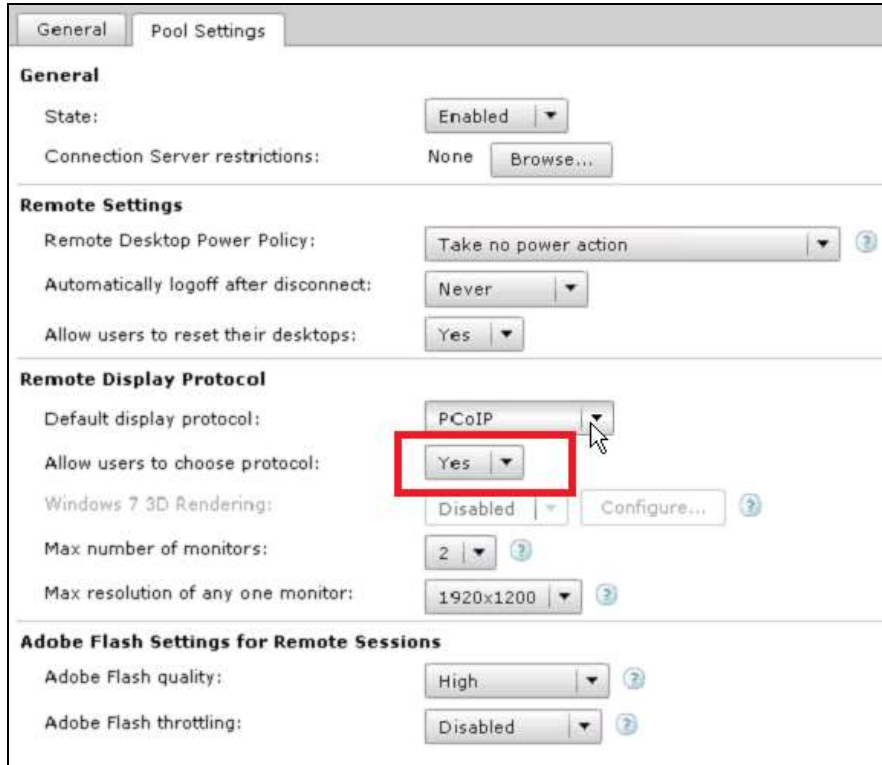 General Pool Settings
General
State: Enabled
Connection Server restrictions: None Browse...
Remote Settings
Remote Desktop Power Policy: Take no power action ?
Automatically logoff after disconnect: Never
Allow users to reset their desktops: Yes
Remote Display Protocol
Default display protocol: PCoIP
Allow users to choose protocol: Yes
Windows 7 3D Rendering: Disabled Configure... ?
Max number of monitors: 2 ?
Max resolution of any one monitor: 1920x1200 ?
Adobe Flash Settings for Remote Sessions
Adobe Flash quality: High ?
Adobe Flash throttling: Disabled ?